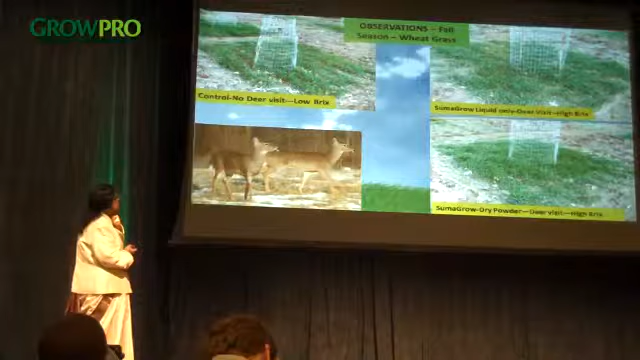 GROWPRO
OBSERVATIONS – Fall
Season – Wheat Grass
Control-No Deer visit---Low Brix
SumaGrow Liquid only-Deer visit--High Brix
SumaGrow-Dry Powder--Deer visit---High Brix